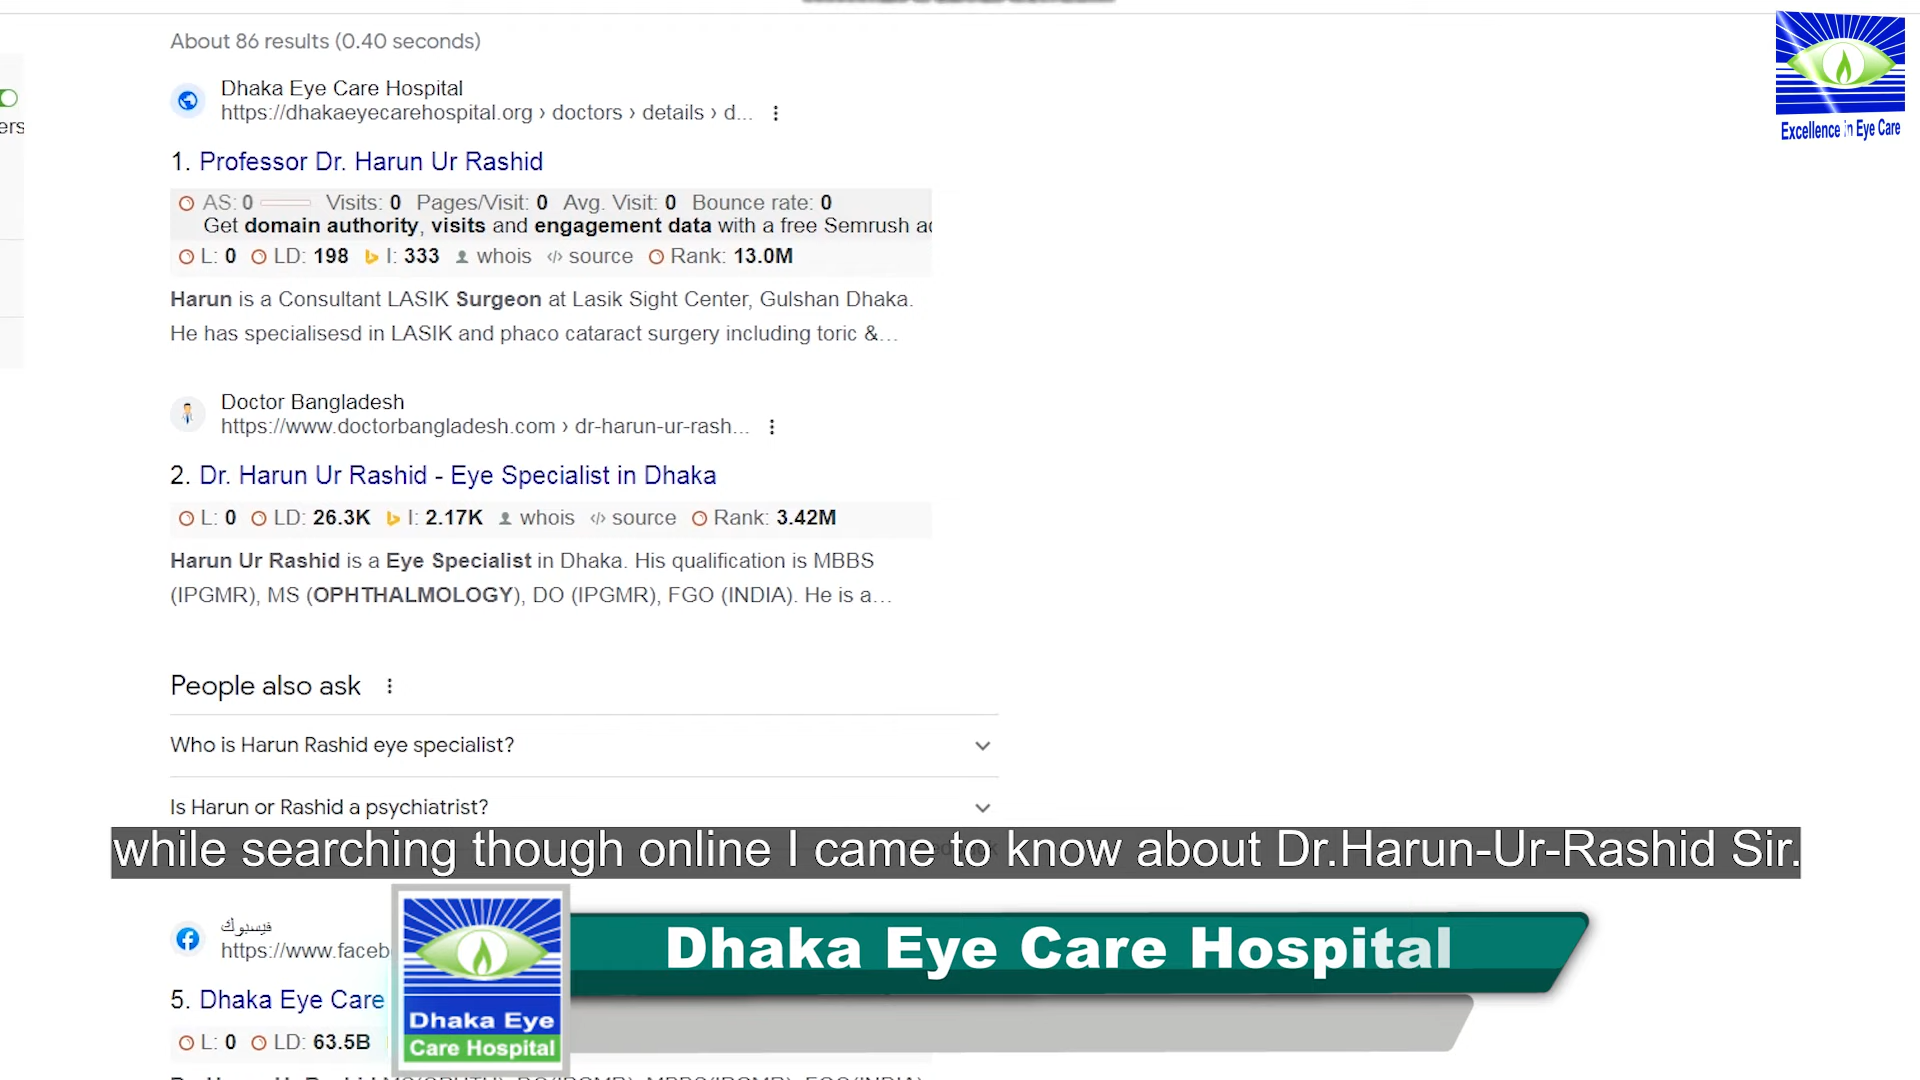 About 86 results (0.40 seconds)
Dhaka Eye Care Hospital
https://dhakaeyecarehospital.org › doctors › details › d...
1. Professor Dr. Harun Ur Rashid
AS: 0 Visits: 0 Pages/Visit: 0 Avg. Visit: 0 Bounce rate: 0
Get domain authority, visits and engagement data with a free Semrush
L: 0 LD: 198 I: 333 whois source Rank: 13.0M
Harun is a Consultant LASIK Surgeon at Lasik Sight Center, Gulshan Dhaka.
He has specialisesd in LASIK and phaco cataract surgery including toric &...
Excellence in Eye Care
Doctor Bangladesh
https://www.doctorbangladesh.com › dr-harun-ur-rash...
2. Dr. Harun Ur Rashid - Eye Specialist in Dhaka
L: 0 LD: 26.3K I: 2.17K whois source Rank: 3.42M
Harun Ur Rashid is a Eye Specialist in Dhaka. His qualification is MBBS
(IPGMR), MS (OPHTHALMOLOGY), DO (IPGMR), FGO (INDIA). He is a...
People also ask
Who is Harun Rashid eye specialist?
Is Harun or Rashid a psychiatrist?
while searching though online I came to know about Dr.Harun-Ur-Rashid Sir.
فيسبوك
https://www.faceb
5. Dhaka Eye Care
L: 0 LD: 63.5B
Dhaka Eye Care Hospital
Dhaka Eye
Care Hospital